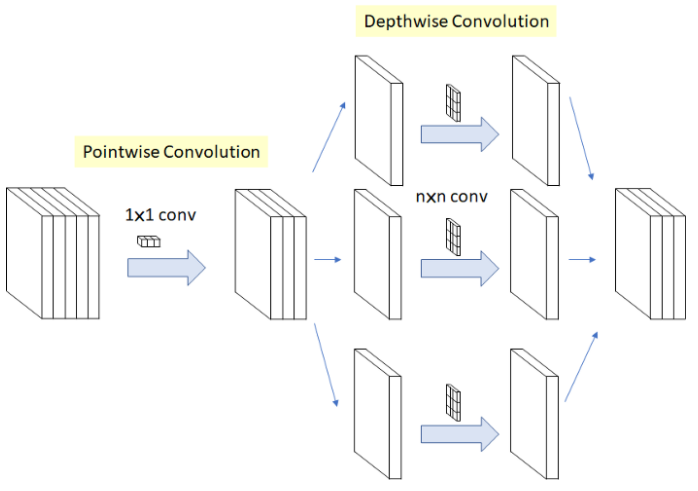 Depthwise Convolution
Pointwise Convolution
1x1 conv
nxn conv